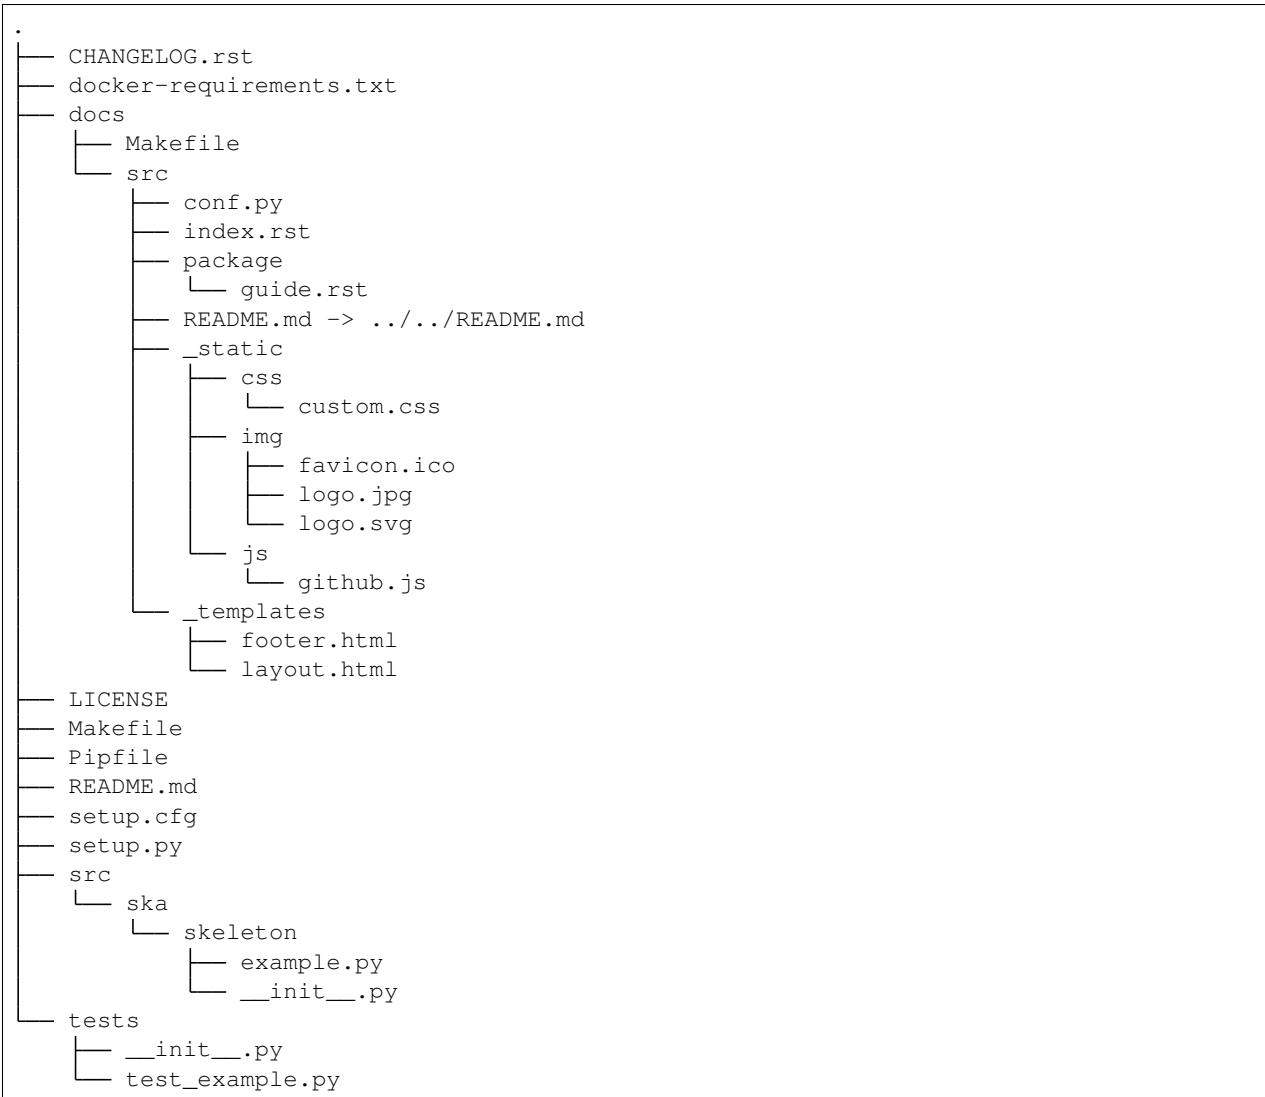 .
├── CHANGELOG.rst
├── docker-requirements.txt
├── docs
│   ├── Makefile
│   └── src
│       ├── conf.py
│       ├── index.rst
│       ├── package
│       │   └── guide.rst
│       ├── README.md -> ../../README.md
│       ├── _static
│       │   ├── css
│       │   │   └── custom.css
│       │   ├── img
│       │   │   ├── favicon.ico
│       │   │   ├── logo.jpg
│       │   │   └── logo.svg
│       │   └── js
│       │       └── github.js
│       └── _templates
│           ├── footer.html
│           └── layout.html
├── LICENSE
├── Makefile
├── Pipfile
├── README.md
├── setup.cfg
├── setup.py
├── src
│   └── ska
│       └── skeleton
│           ├── example.py
│           └── __init__.py
└── tests
    ├── __init__.py
    └── test_example.py